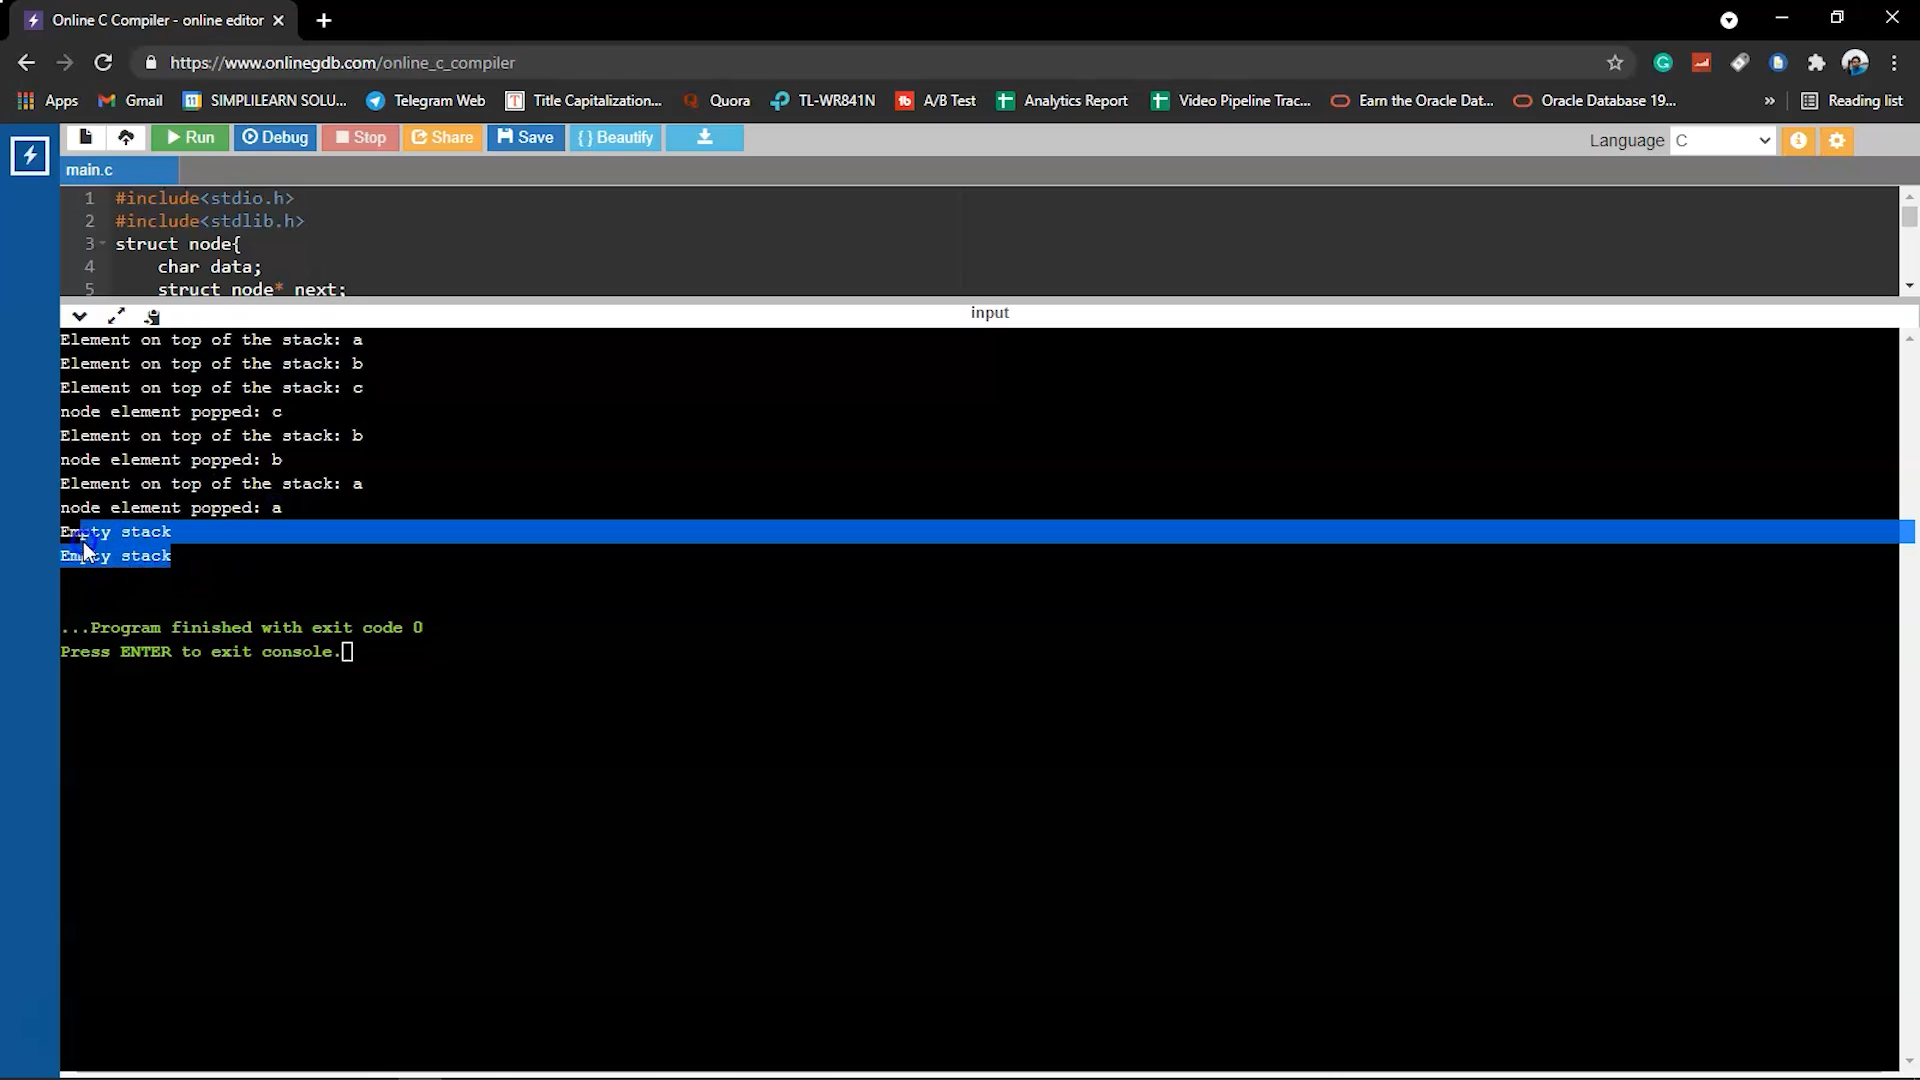 Online C Compiler - online editor
https://www.onlinegdb.com/online_c_compiler
Apps Gmail SIMPLILEARN SOLU... Telegram Web Title Capitalization... Quora TL-WR841N A/B Test Analytics Report Video Pipeline Trac... Earn the Oracle Dat... Oracle Database 19... » Reading list
Run Debug Stop Share Save { } Beautify Language C
main.c
1 #include<stdio.h>
2 #include<stdlib.h>
3 struct node{
4 char data;
5 struct node* next;
input
Element on top of the stack: a
Element on top of the stack: b
Element on top of the stack: c
node element popped: c
Element on top of the stack: b
node element popped: b
Element on top of the stack: a
node element popped: a
Empty stack
Empty stack
...Program finished with exit code 0
Press ENTER to exit console.